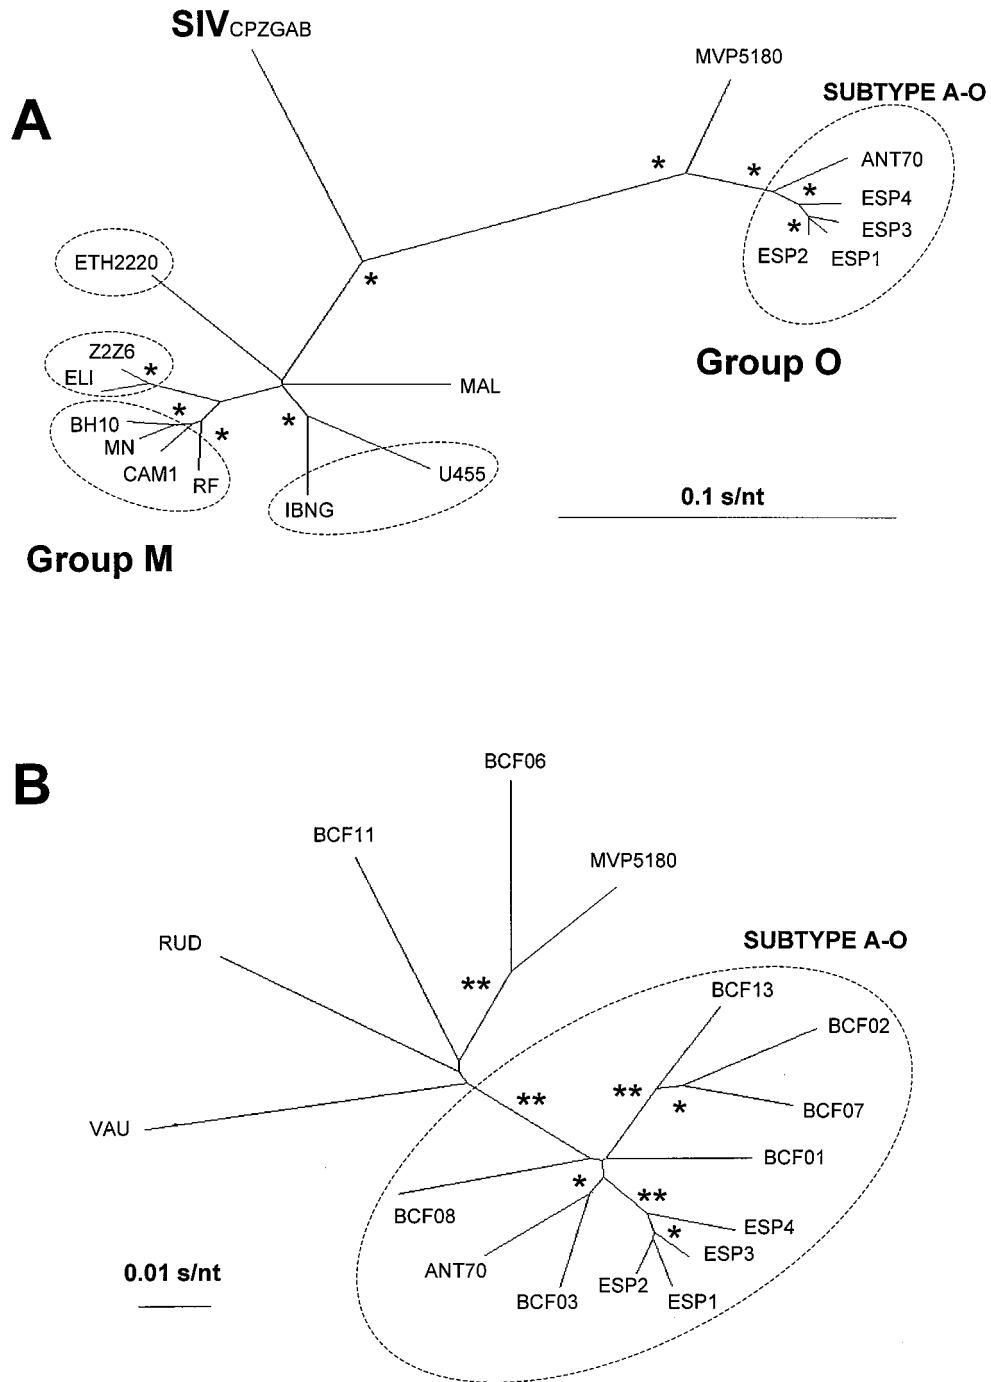 SIVCPZGAB
MVP5180
SUBTYPE A-O
A
ANT70
*
*
*
ESP4
ESP3
*
ESP2
ESP1
ETH2220
*
Group O
Z2Z6
*
ELI
MAL
BH10
*
*
*
MN
CAM1
RF
U455
IBNG
0.1 s/nt
Group M
B
BCF06
BCF11
MVP5180
RUD
SUBTYPE A-O
**
BCF13
BCF02
**
**
*
BCF07
VAU
BCF01
*
**
BCF08
ESP4
*
ESP3
ANT70
0.01 s/nt
ESP2
BCF03
ESP1